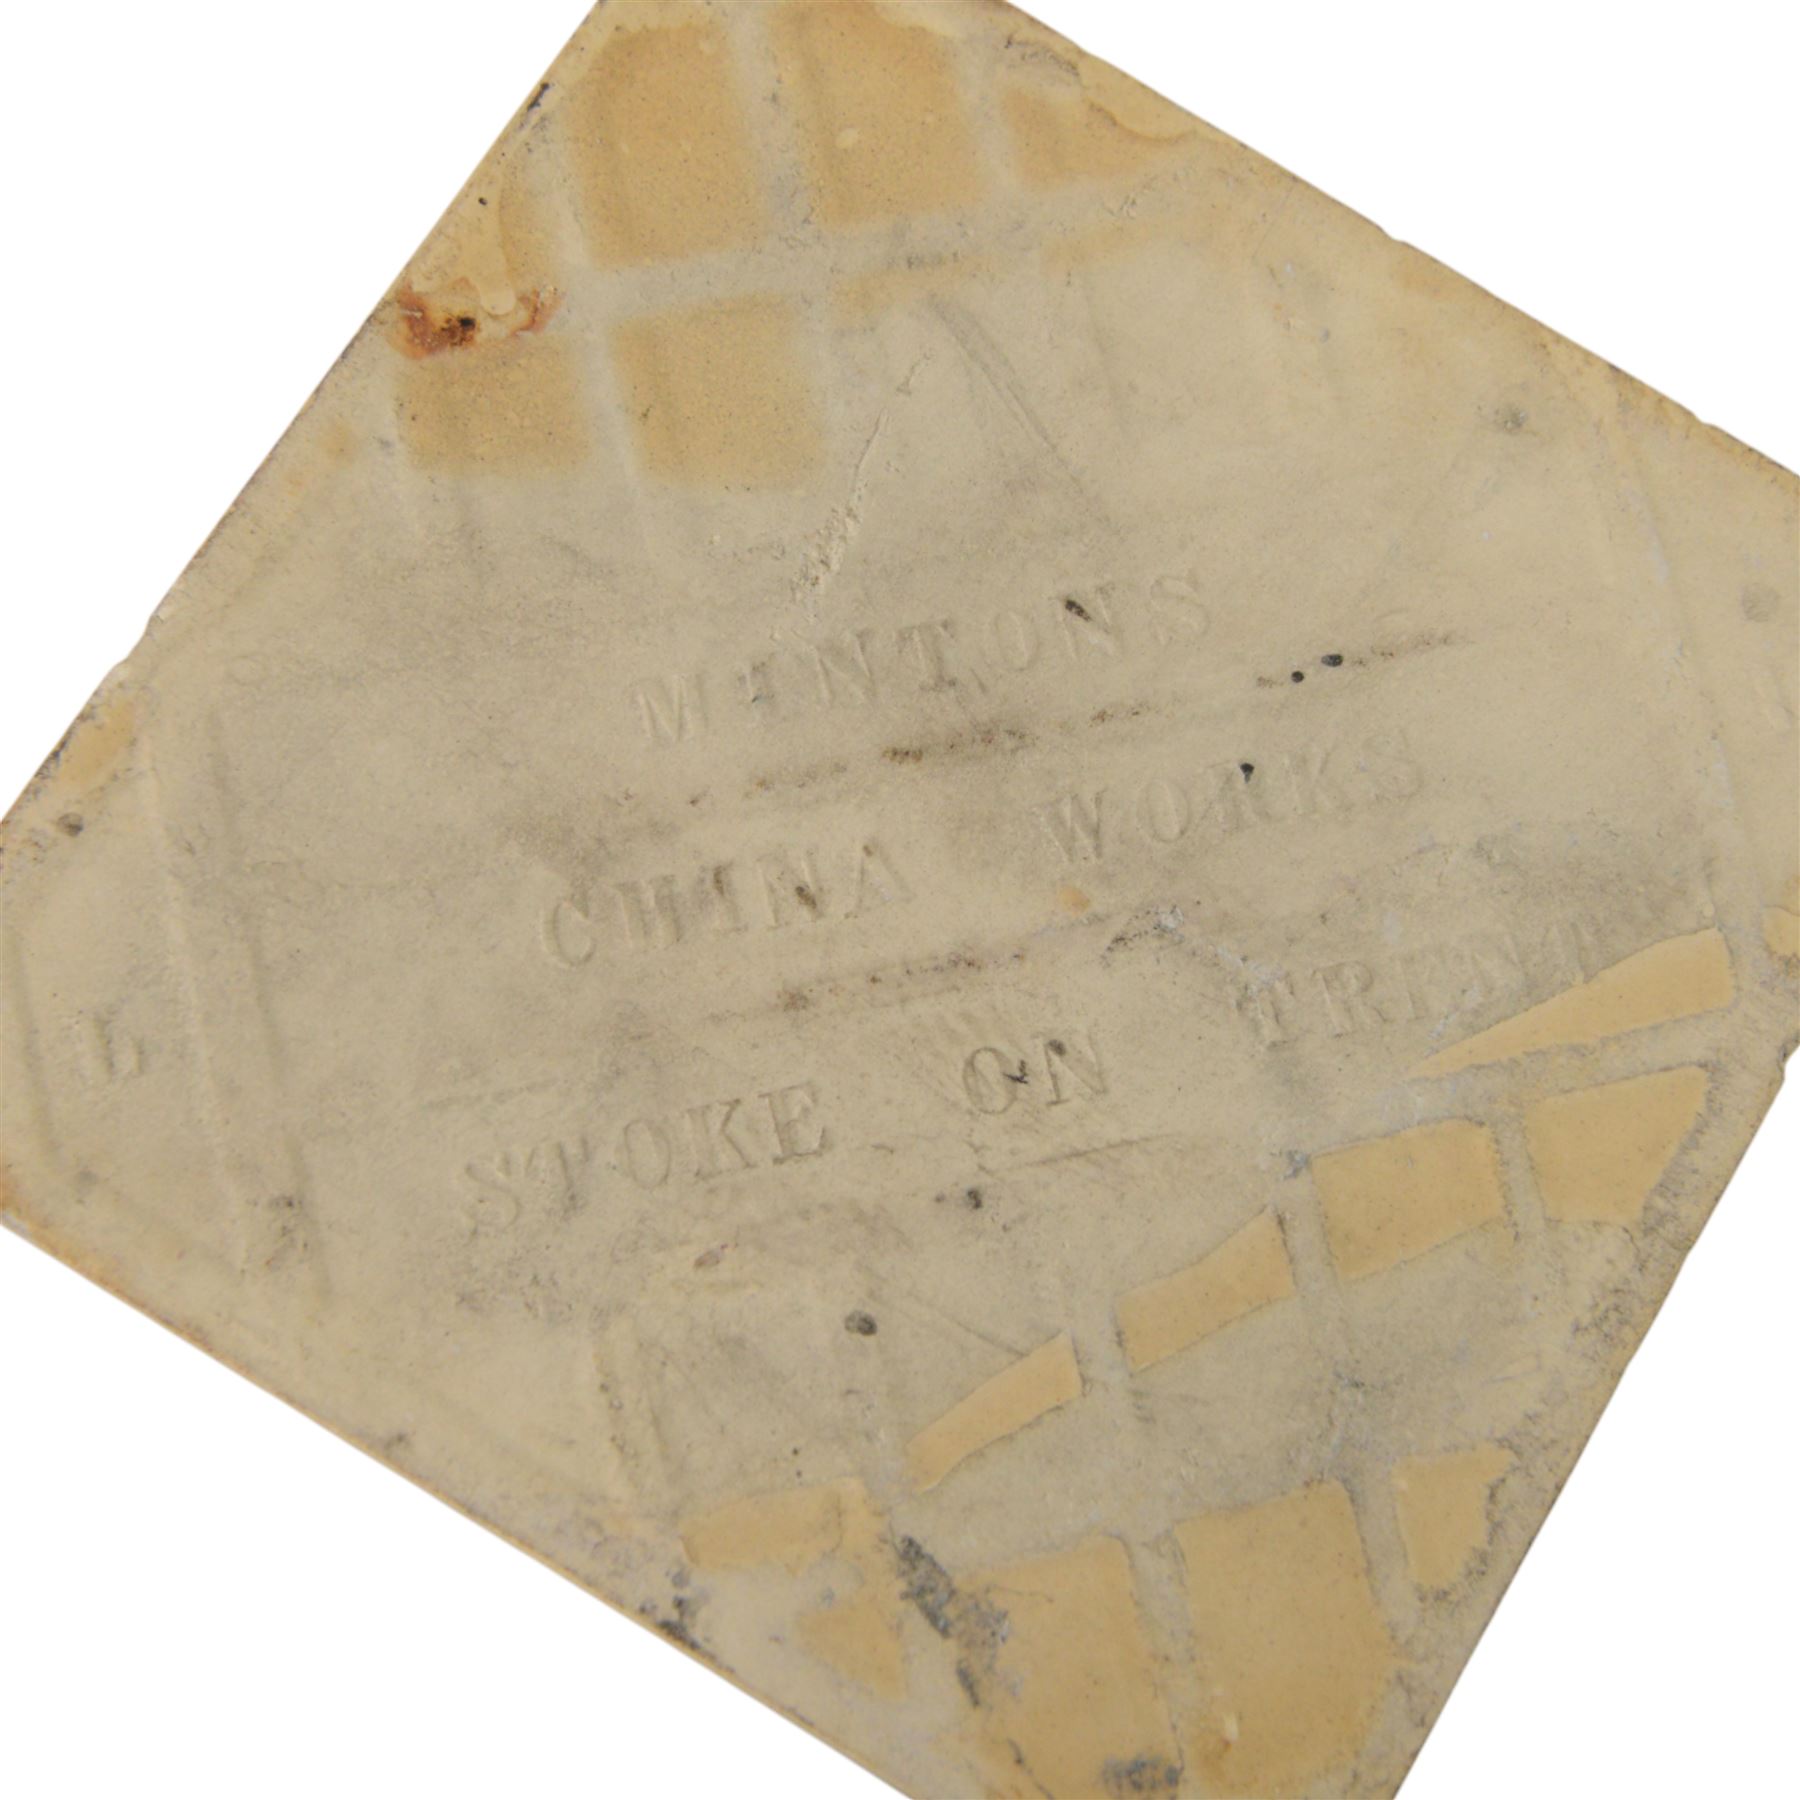 MINTONS
CHINA WORKS
STOKE ON TRENT
L